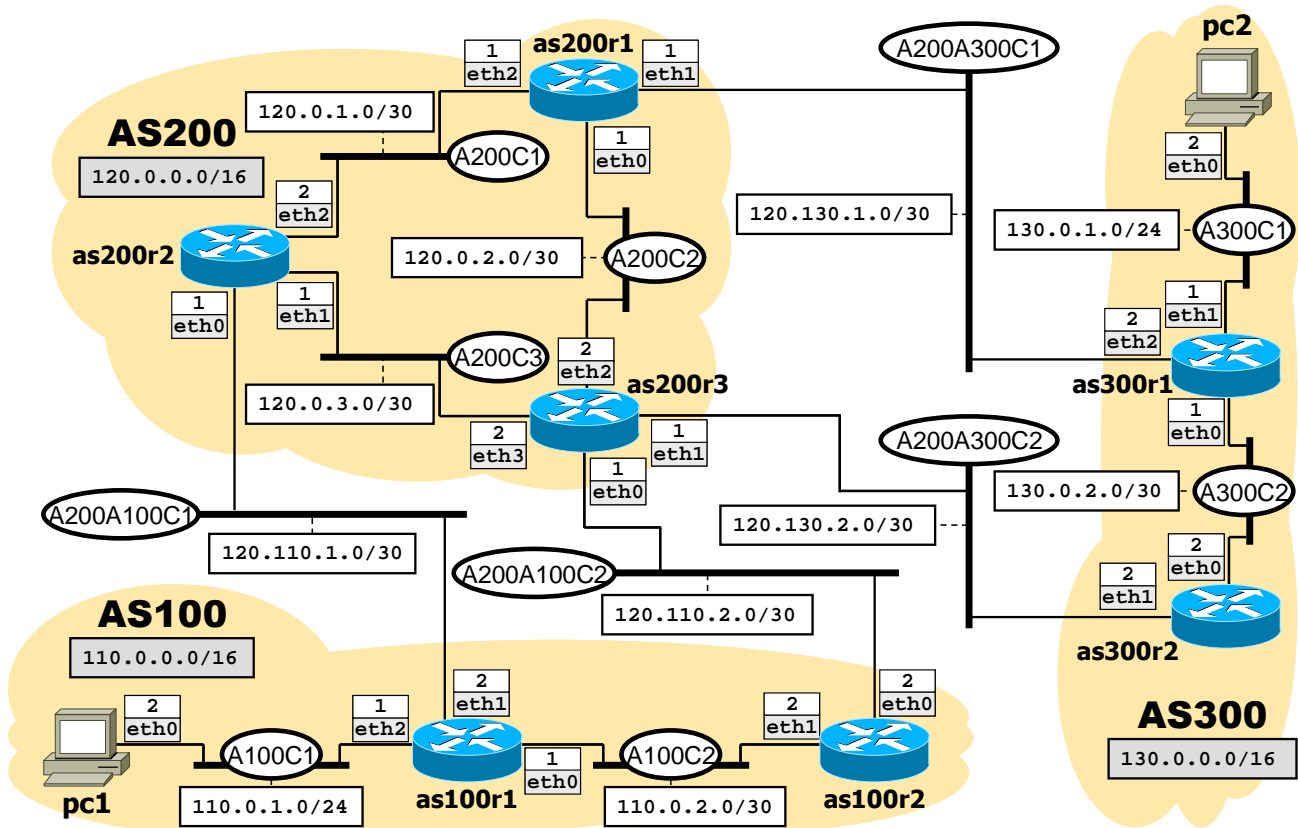 as200r1
1
eth2
1
eth1
A200A300C1
pc2
120.0.1.0/30
AS200
120.0.0.0/16
A200C1
1
eth0
2
eth0
2
eth2
as200r2
120.130.1.0/30
130.0.1.0/24
A300C1
120.0.2.0/30
A200C2
1
eth0
1
eth1
1
eth1
2
eth2
A200C3
2
eth2
as200r3
as300r1
120.0.3.0/30
2
eth3
1
eth1
1
eth0
A200A300C2
1
eth0
130.0.2.0/30
A300C2
A200A100C1
120.110.1.0/30
120.130.2.0/30
2
eth0
A200A100C2
2
eth1
120.110.2.0/30
as300r2
AS100
110.0.0.0/16
2
eth0
1
eth2
2
eth1
2
eth0
2
eth1
AS300
130.0.0.0/16
A100C1
1
eth0
A100C2
pc1
110.0.1.0/24
as100r1
110.0.2.0/30
as100r2